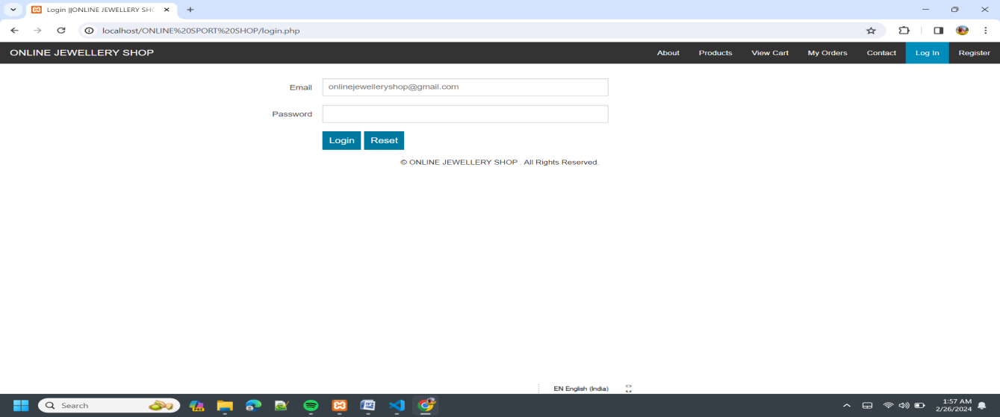 Login ||ONLINE JEWELLERY SHO
localhost/ONLINE%20SPORT%20SHOP/login.php
ONLINE JEWELLERY SHOP About Products View Cart My Orders Contact Log In Register
Email onlinejewelleryshop@gmail.com
Password
Login Reset
© ONLINE JEWELLERY SHOP . All Rights Reserved.
EN English (India)
Search
1:57 AM
2/26/2024